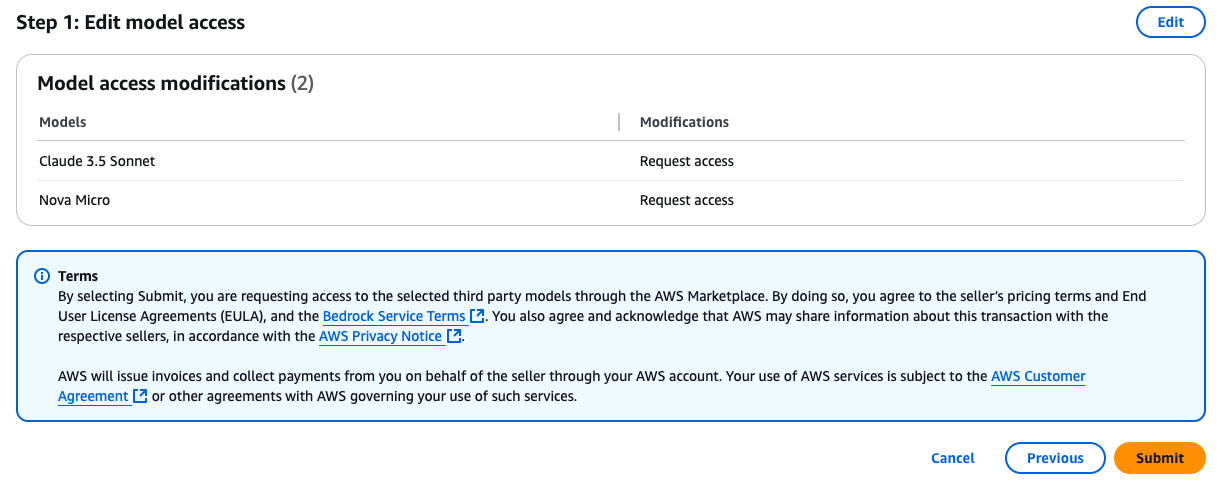 Step 1: Edit model access
Edit
Model access modifications (2)
Models
Modifications
Claude 3.5 Sonnet
Request access
Nova Micro
Request access
Terms
By selecting Submit, you are requesting access to the selected third party models through the AWS Marketplace. By doing so, you agree to the seller’s pricing terms and End
User License Agreements (EULA), and the Bedrock Service Terms. You also agree and acknowledge that AWS may share information about this transaction with the
respective sellers, in accordance with the AWS Privacy Notice.
AWS will issue invoices and collect payments from you on behalf of the seller through your AWS account. Your use of AWS services is subject to the AWS Customer
Agreement or other agreements with AWS governing your use of such services.
Cancel
Previous
Submit